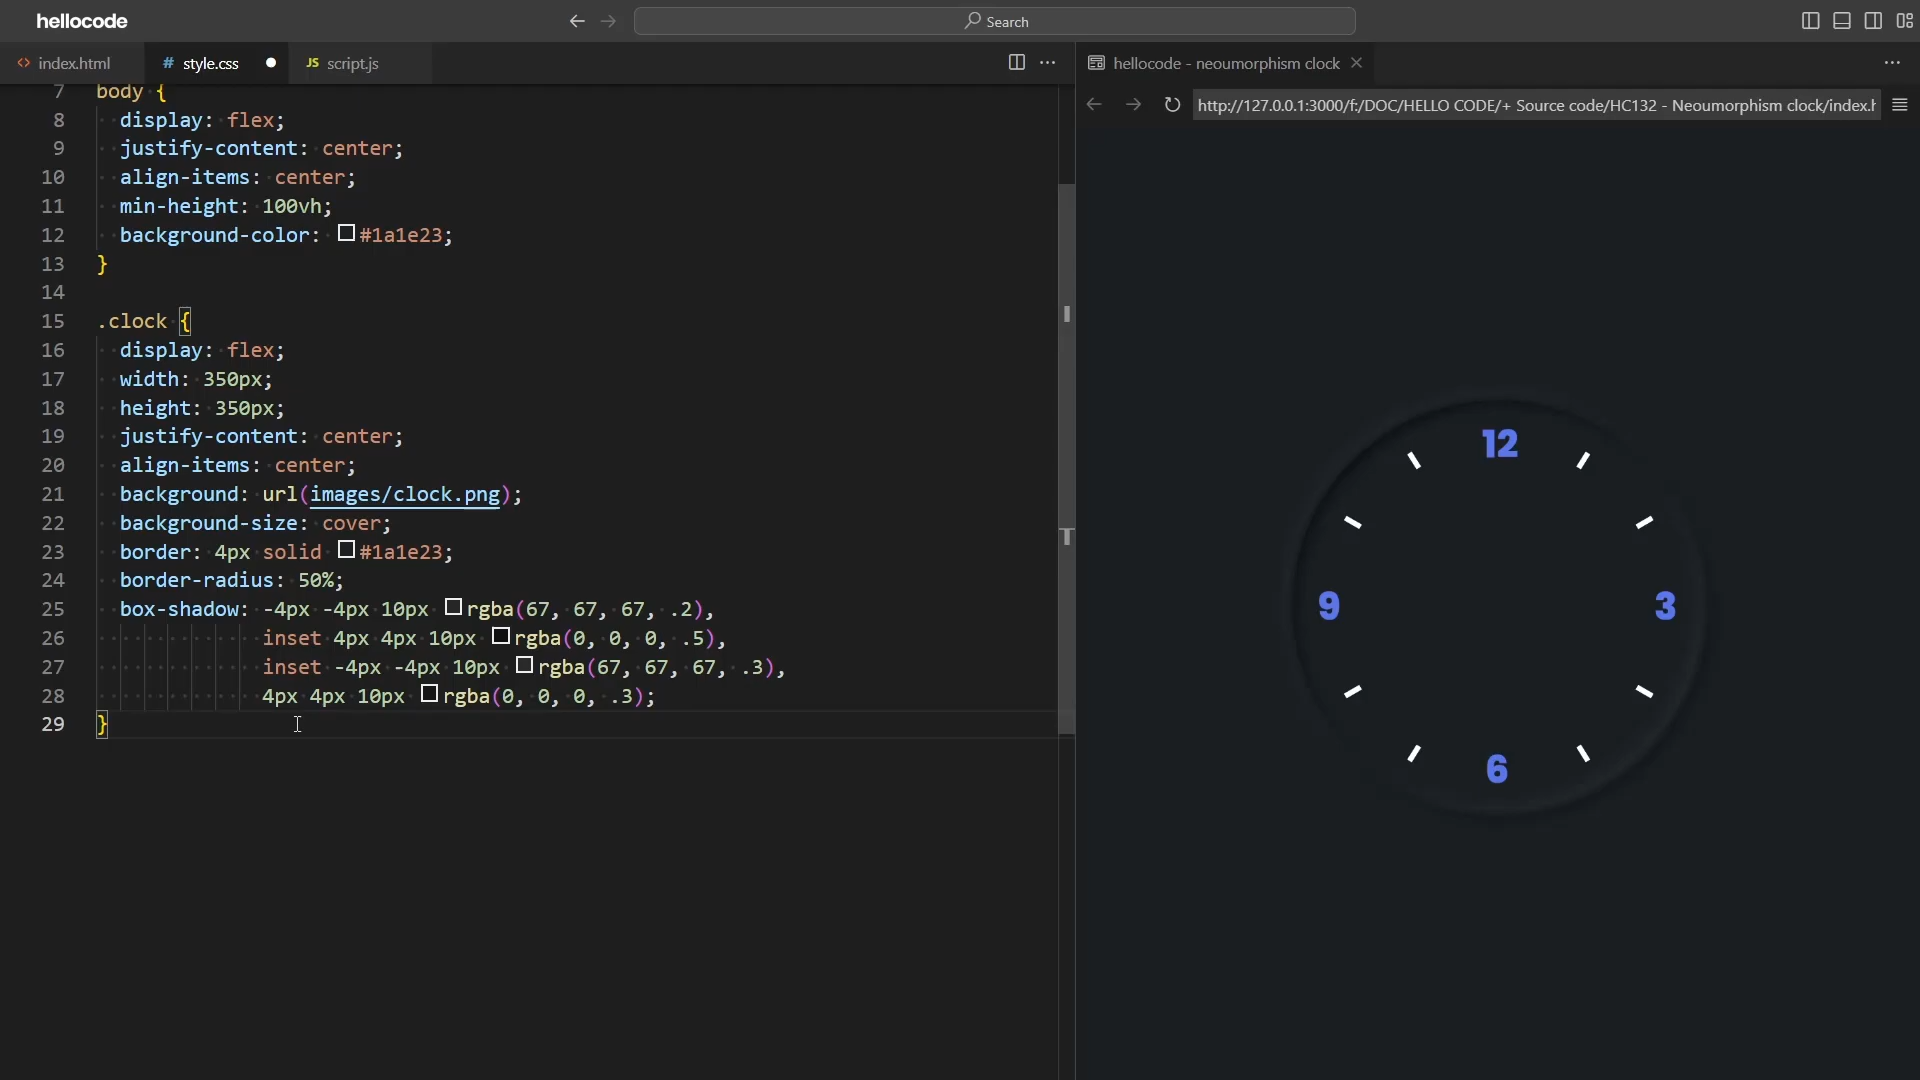 hellocode
Search
index.html
# style.css
JS script.js
hellocode - neoumorphism clock
http://127.0.0.1:3000/f:/DOC/HELLO CODE/+ Source code/HC132 - Neoumorphism clock/index.h
7 body {
8 display: flex;
9 justify-content: center;
10 align-items: center;
11 min-height: 100vh;
12 background-color: #1a1e23;
13 }
14
15 .clock {
16 display: flex;
17 width: 350px;
18 height: 350px;
19 justify-content: center;
20 align-items: center;
21 background: url(images/clock.png);
22 background-size: cover;
23 border: 4px solid #1a1e23;
24 border-radius: 50%;
25 box-shadow: -4px -4px 10px rgba(67, 67, 67, .2),
26 inset 4px 4px 10px rgba(0, 0, 0, .5),
27 inset -4px -4px 10px rgba(67, 67, 67, .3),
28 4px 4px 10px rgba(0, 0, 0, .3);
29 }
12
9
3
6